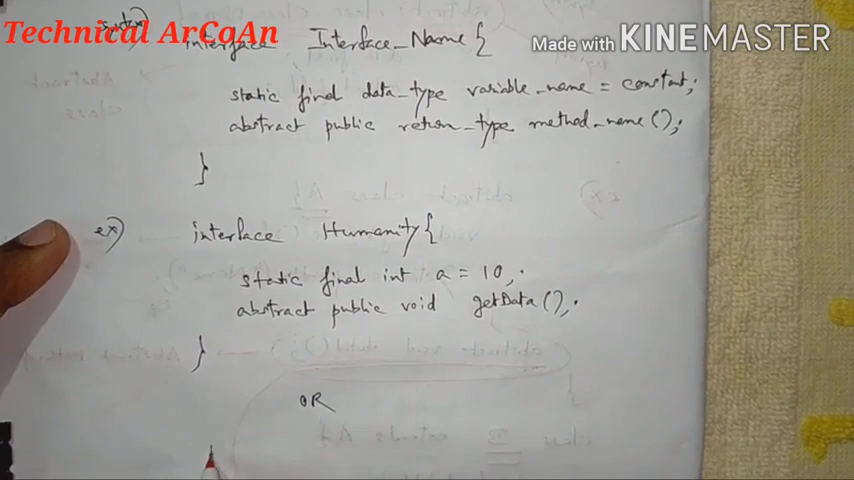 Technical ArCaAn
Made with KINEMASTER
interface Interface_Name {
static final data_type variable_name = constant;
abstract public return_type method_name();
}
ex) interface Humanity {
static final int a = 10;
abstract public void getData();
}
OR